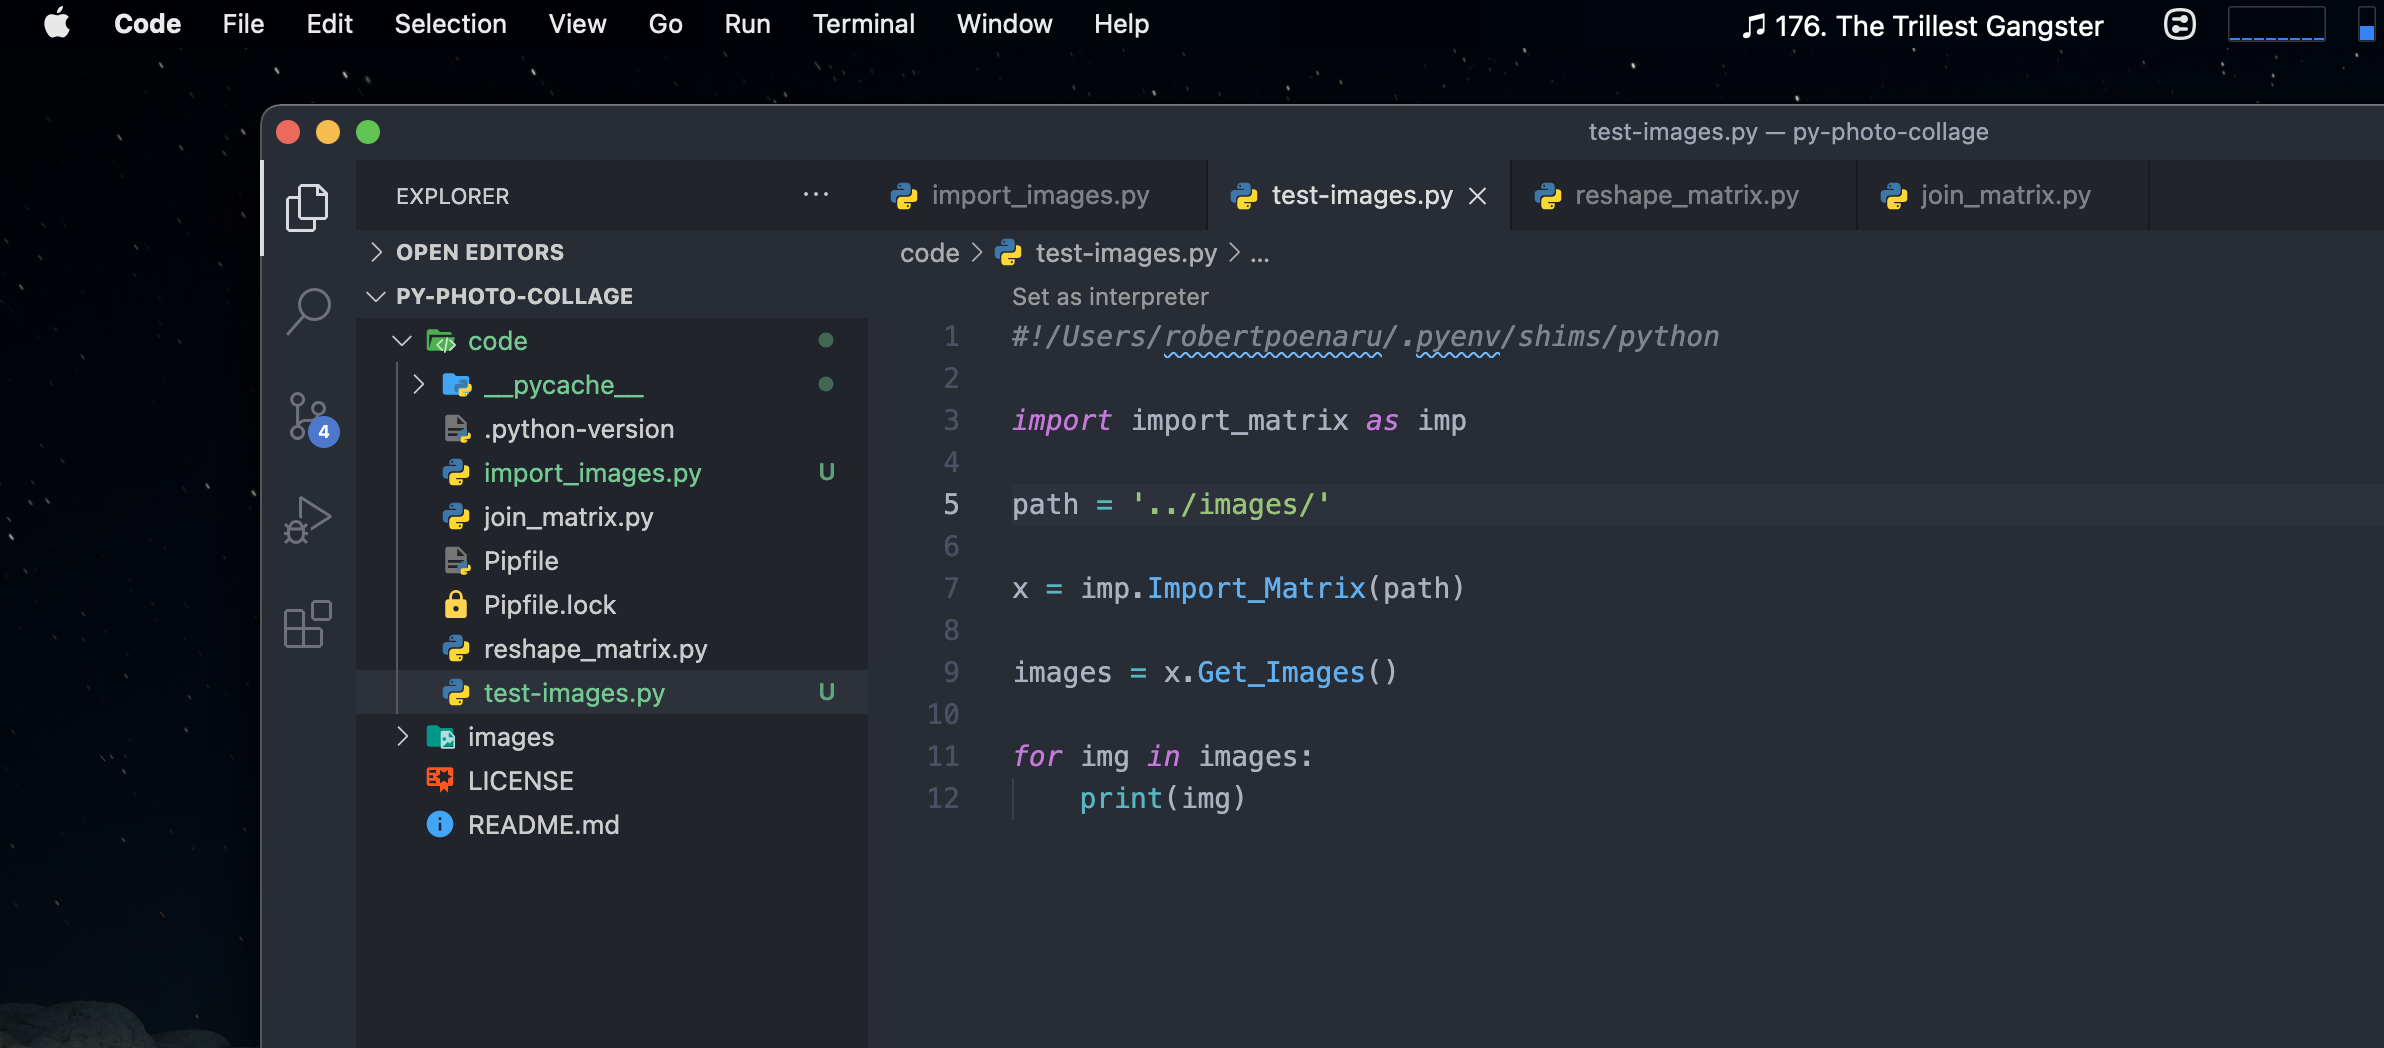 Code File Edit Selection View Go Run Terminal Window Help 176. The Trillest Gangster
test-images.py — py-photo-collage
EXPLORER
import_images.py test-images.py reshape_matrix.py join_matrix.py
OPEN EDITORS
PY-PHOTO-COLLAGE
code
__pycache__
.python-version
import_images.py U
join_matrix.py
Pipfile
Pipfile.lock
reshape_matrix.py
test-images.py U
images
LICENSE
README.md
4
code > test-images.py > ...
Set as interpreter
1 #!/Users/robertpoenaru/.pyenv/shims/python
2
3 import import_matrix as imp
4
5 path = '../images/'
6
7 x = imp.Import_Matrix(path)
8
9 images = x.Get_Images()
10
11 for img in images:
12 print(img)